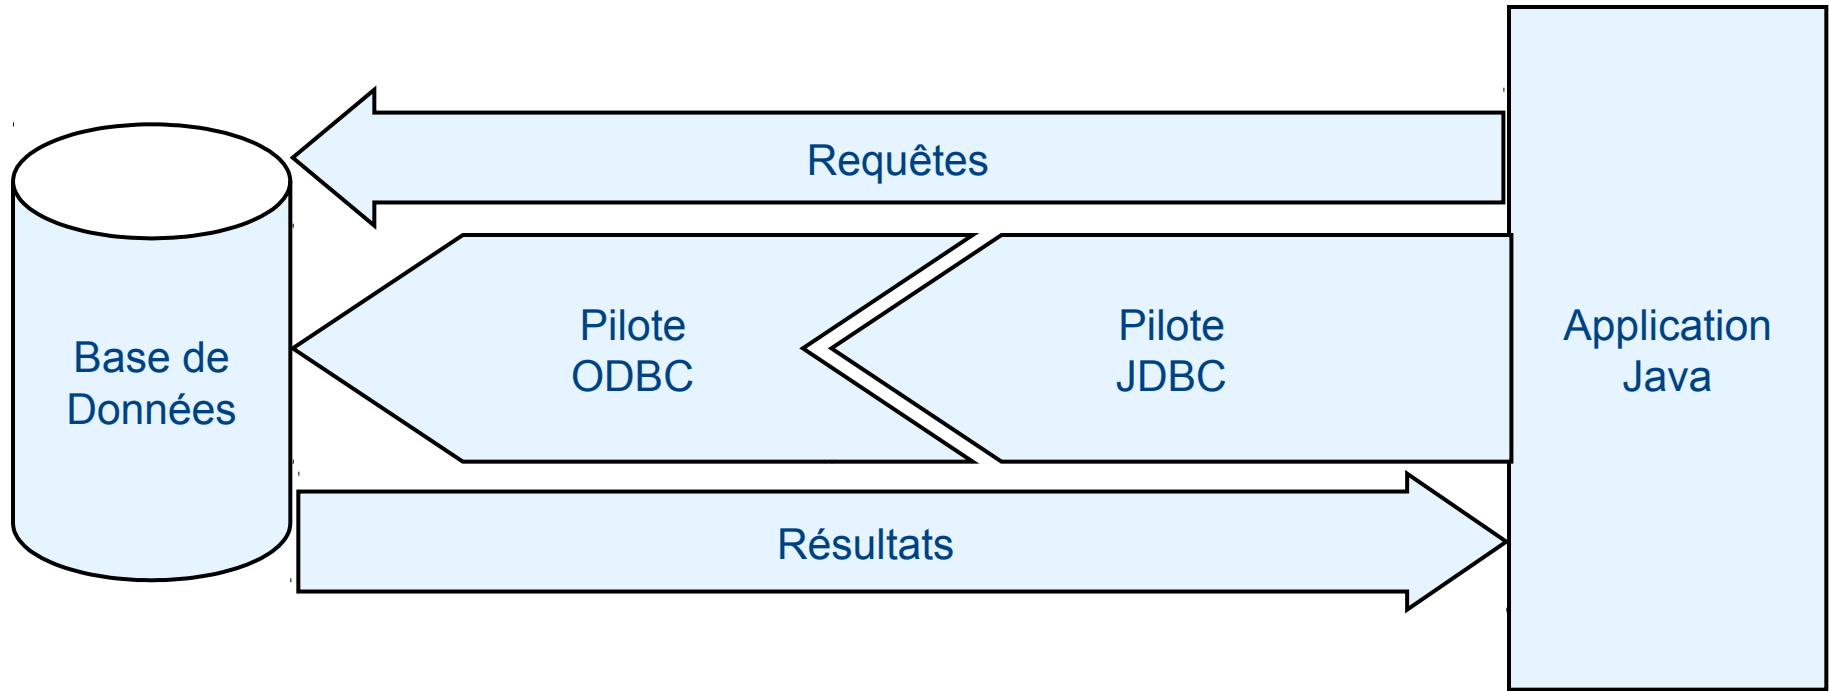 Requêtes
Base de
Données
Pilote
ODBC
Pilote
JDBC
Application
Java
Résultats